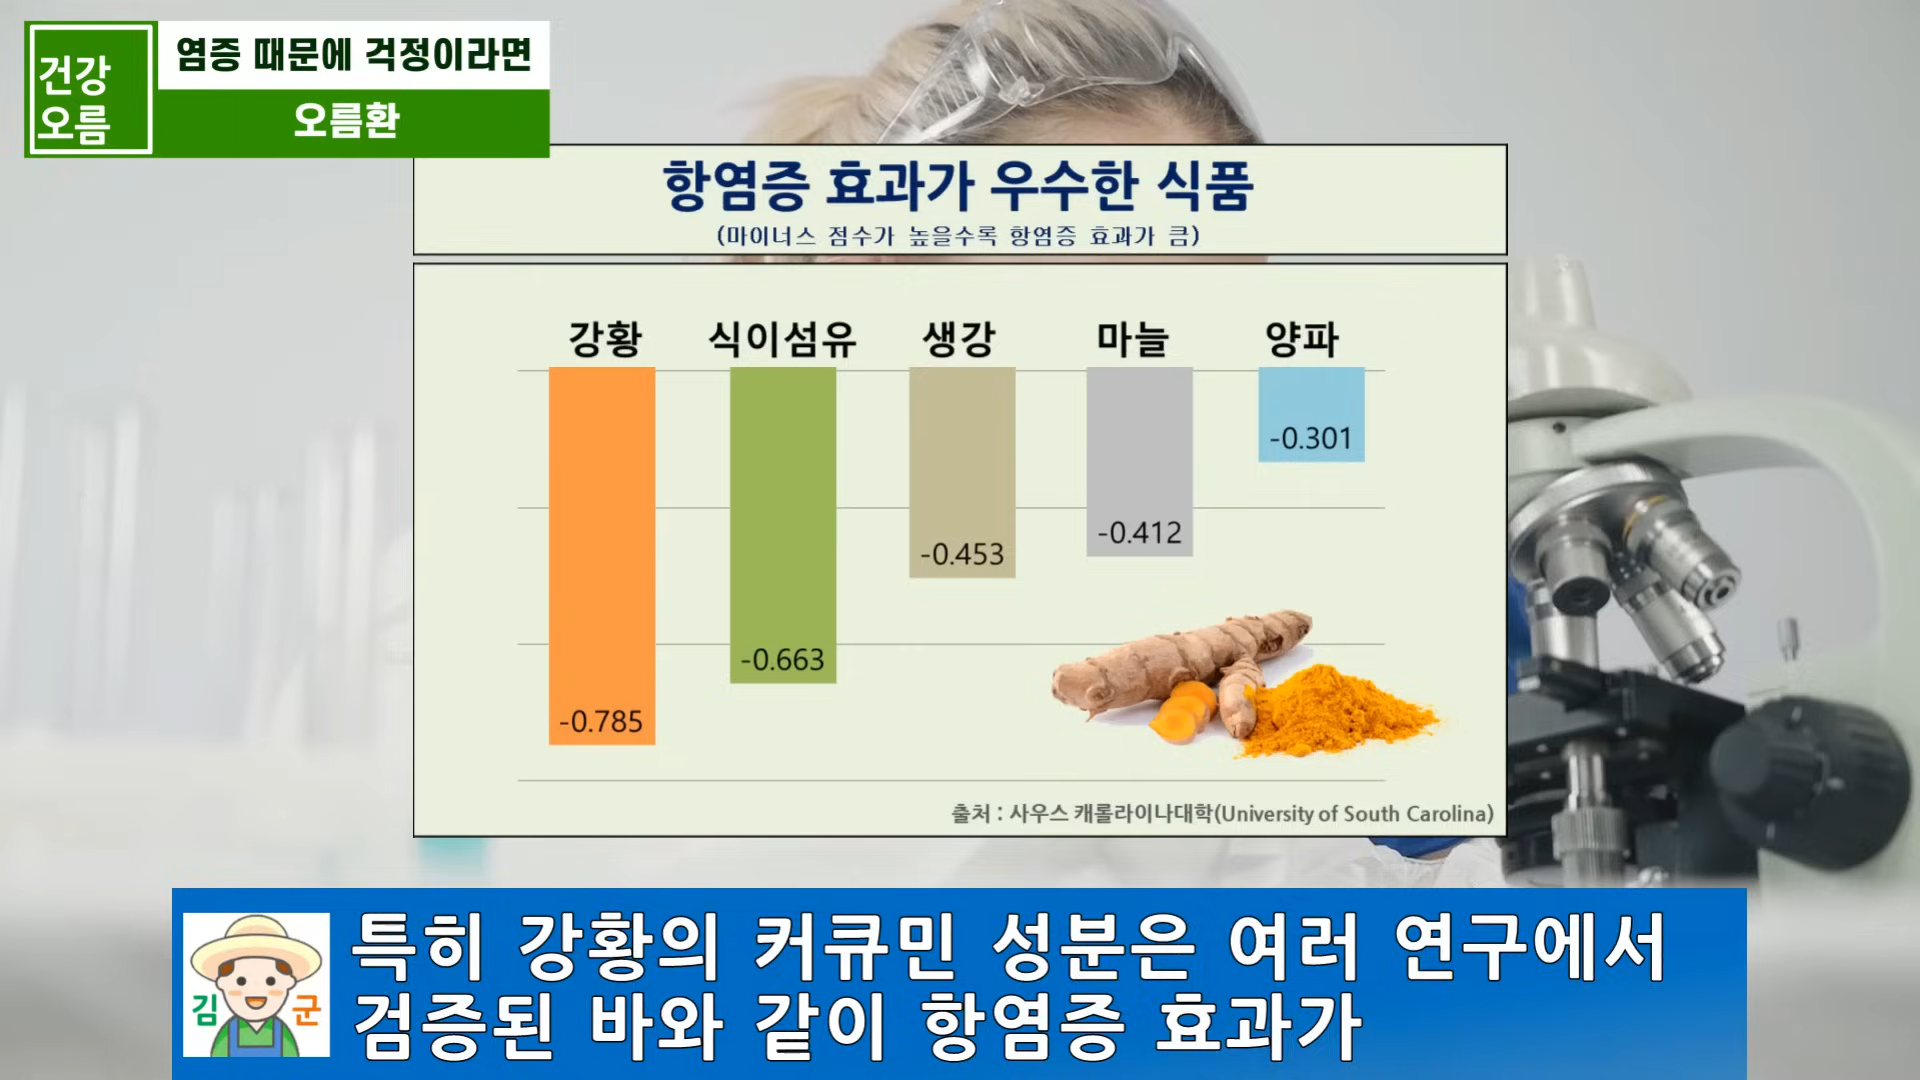 건강
오름
염증 때문에 걱정이라면
오름환
항염증 효과가 우수한 식품
(마이너스 점수가 높을수록 항염증 효과가 큼)
강황 식이섬유 생강 마늘 양파
-0.785 -0.663 -0.453 -0.412 -0.301
출처 : 사우스 캐롤라이나대학(University of South Carolina)
김 군
특히 강황의 커큐민 성분은 여러 연구에서
검증된 바와 같이 항염증 효과가